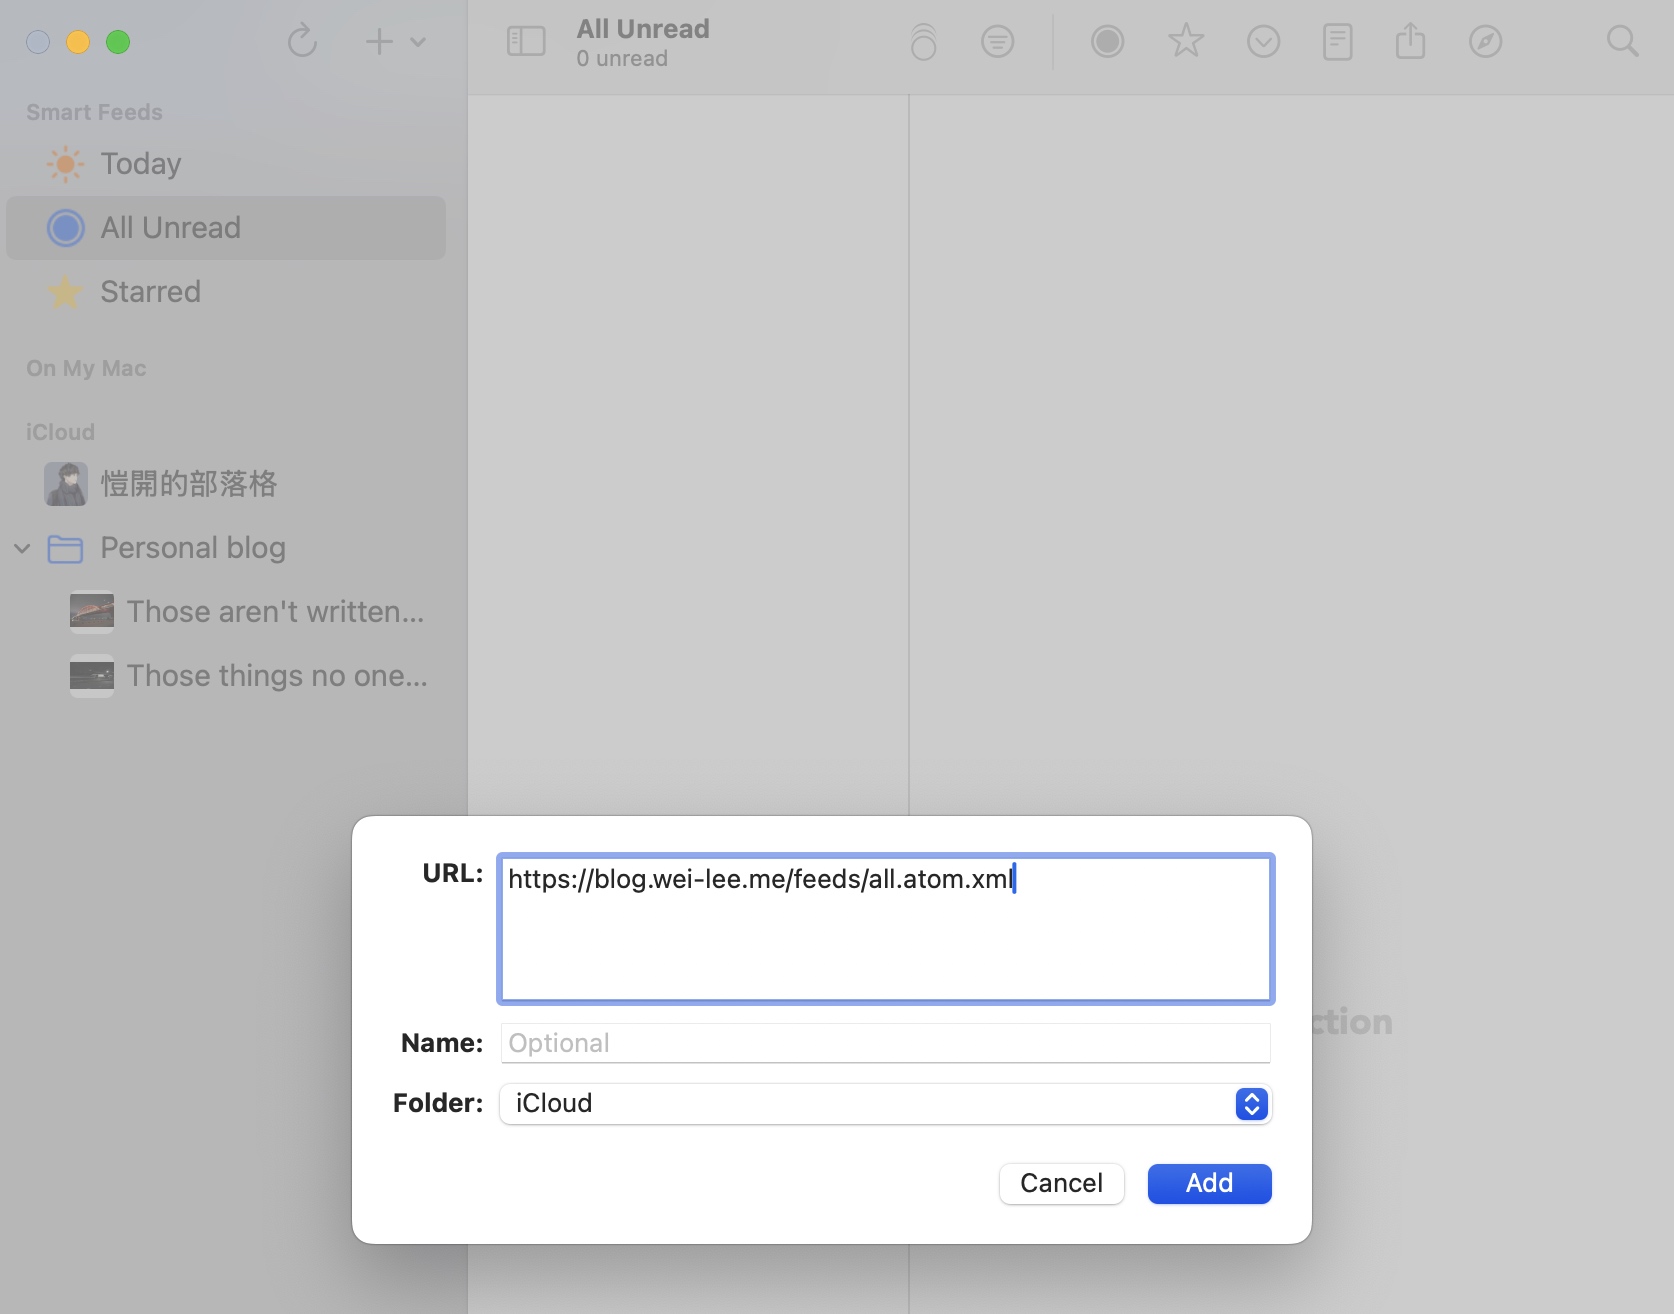 All Unread
0 unread
Smart Feeds
Today
All Unread
Starred
On My Mac
iCloud
愷開的部落格
Personal blog
Those aren't written...
Those things no one...
URL:
https://blog.wei-lee.me/feeds/all.atom.xml
Name:
Optional
Folder:
iCloud
Cancel
Add
ction